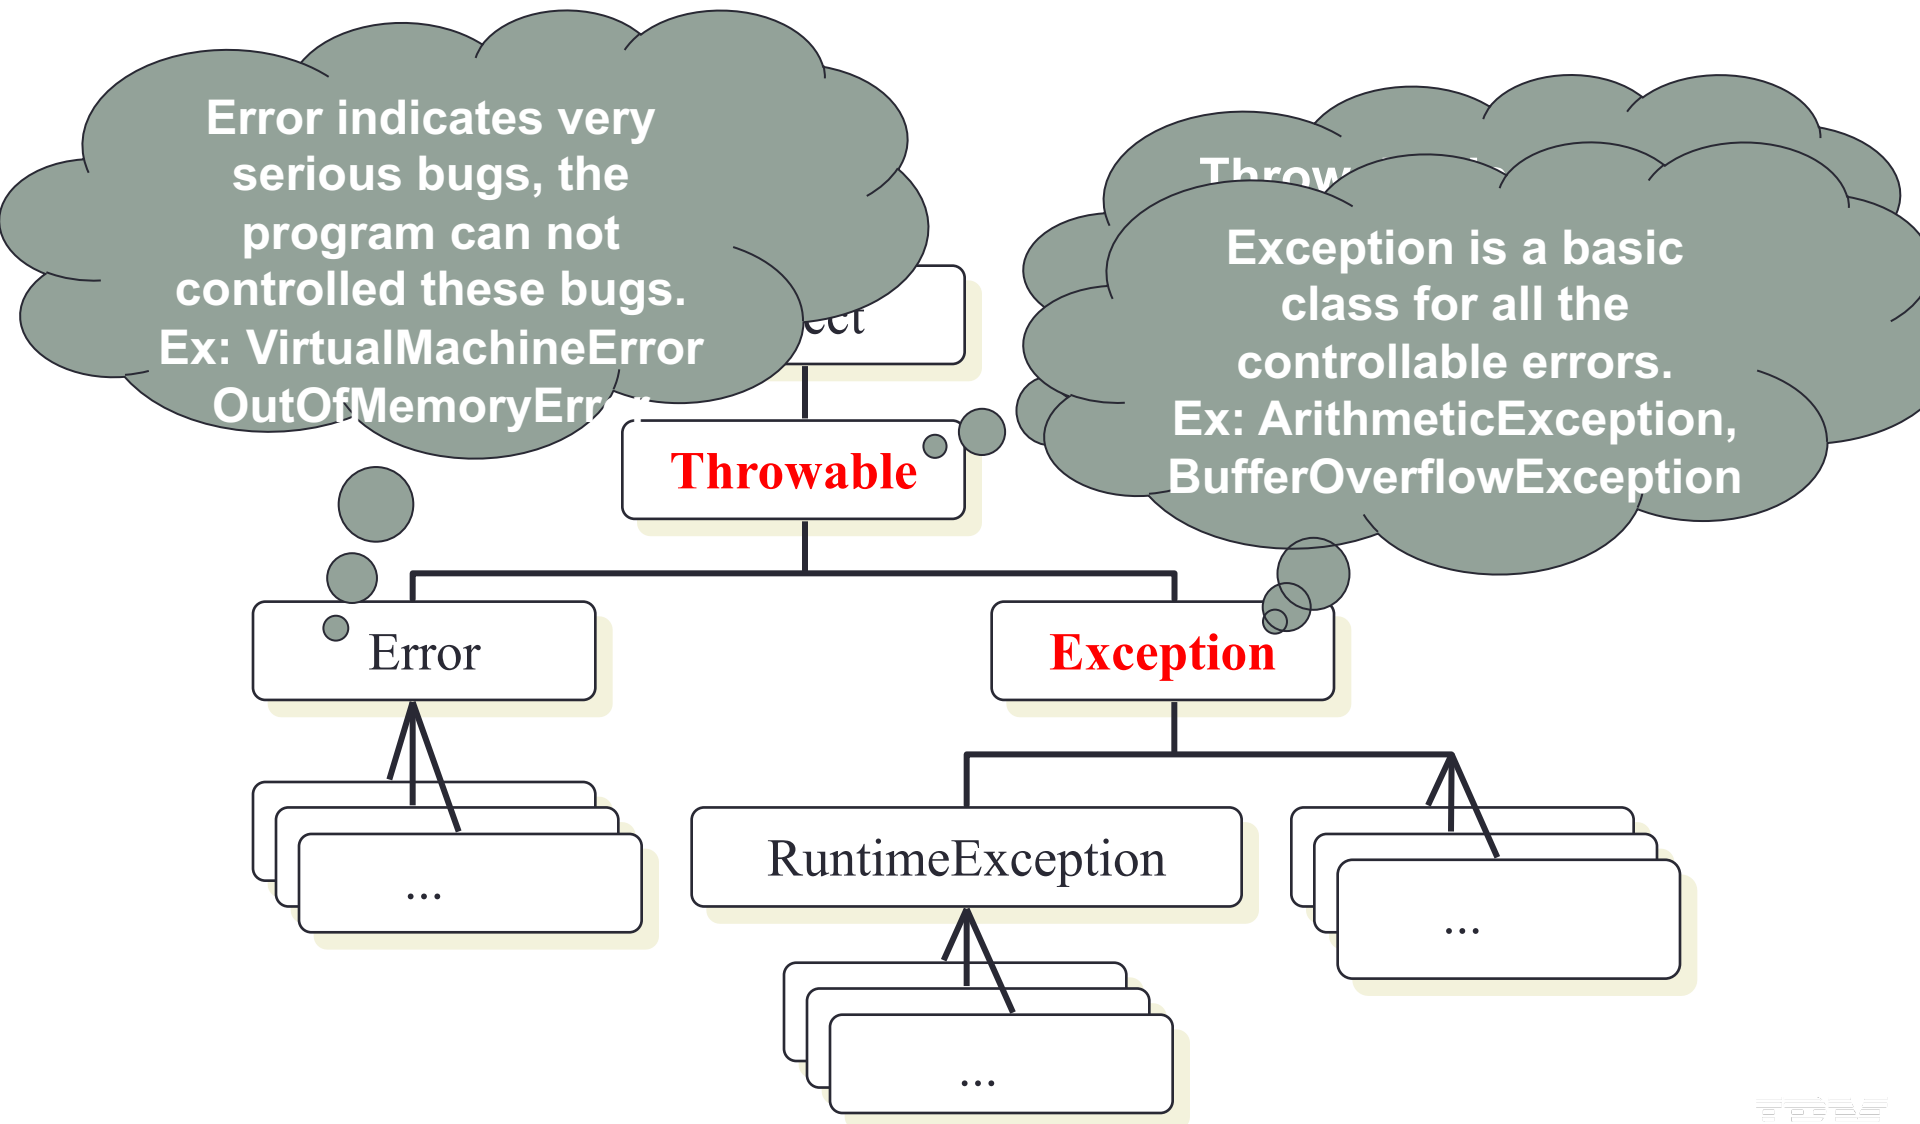 Error indicates very
serious bugs, the
program can not
controlled these bugs.
Ex: VirtualMachineError
OutOfMemoryError
Exception is a basic
class for all the
controllable errors.
Ex: ArithmeticException,
BufferOverflowException
Throwable
Error
Exception
...
RuntimeException
...
...